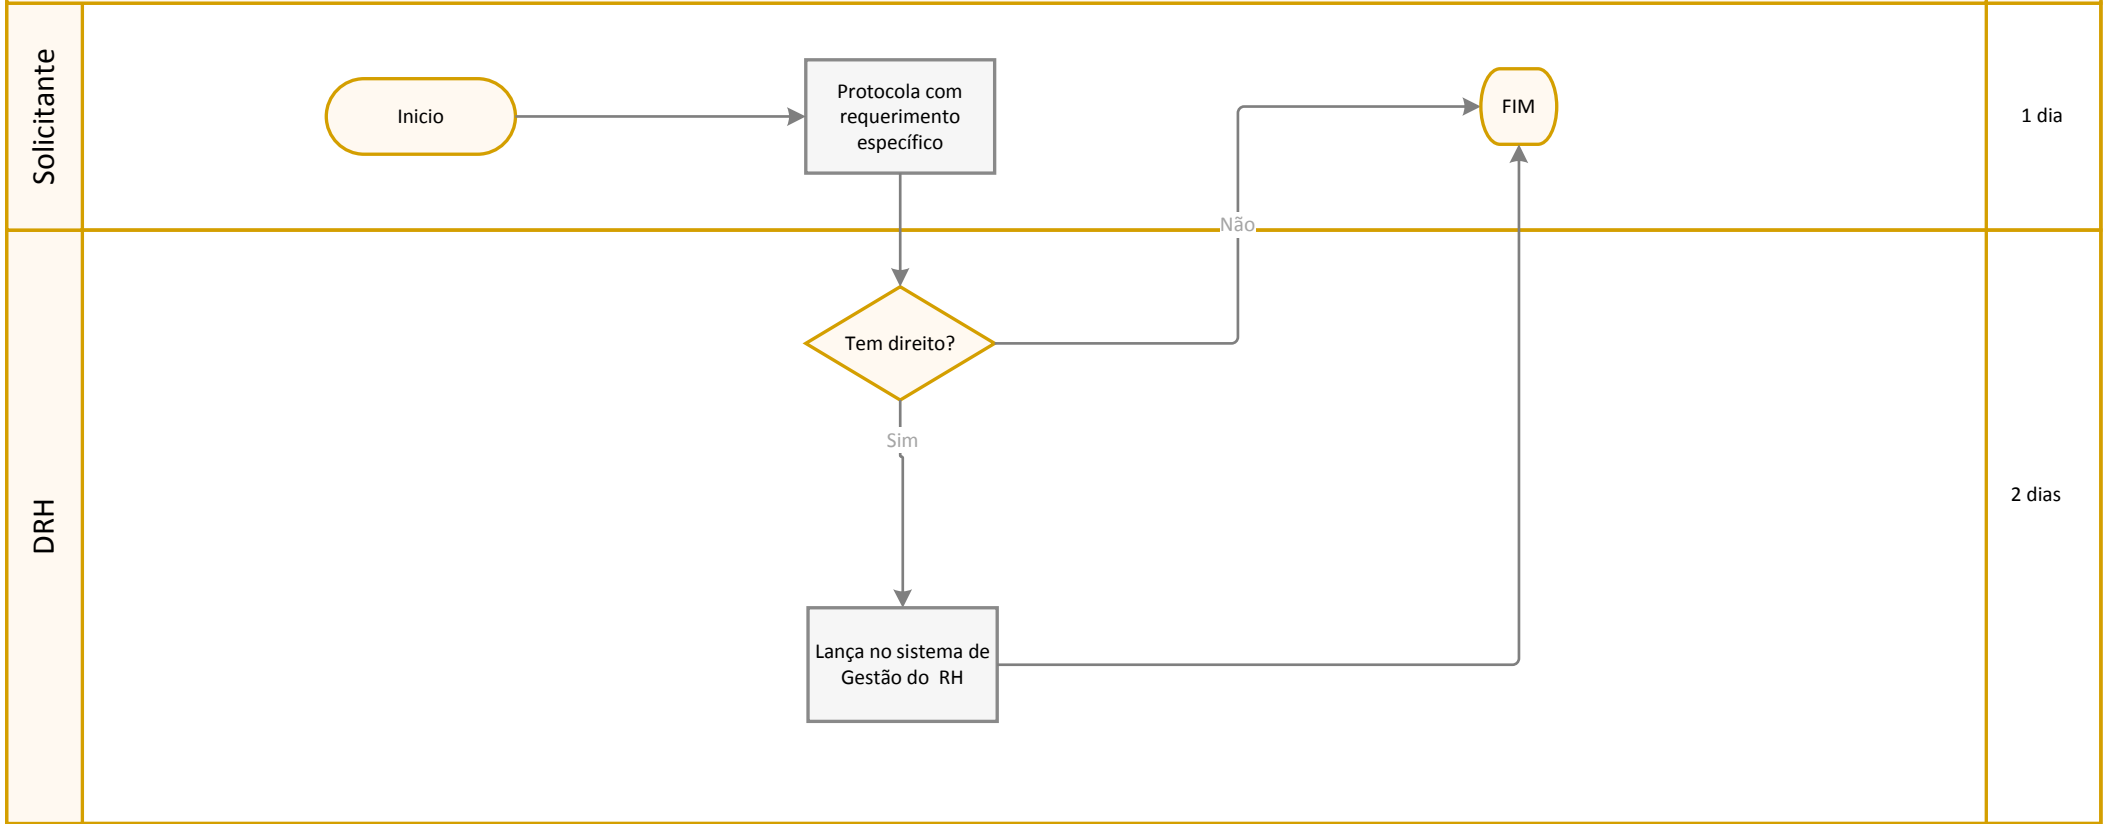 Solicitante
Inicio
Protocola com
requerimento
específico
FIM
1 dia
Não
DRH
Tem direito?
Sim
2 dias
Lança no sistema de
Gestão do  RH